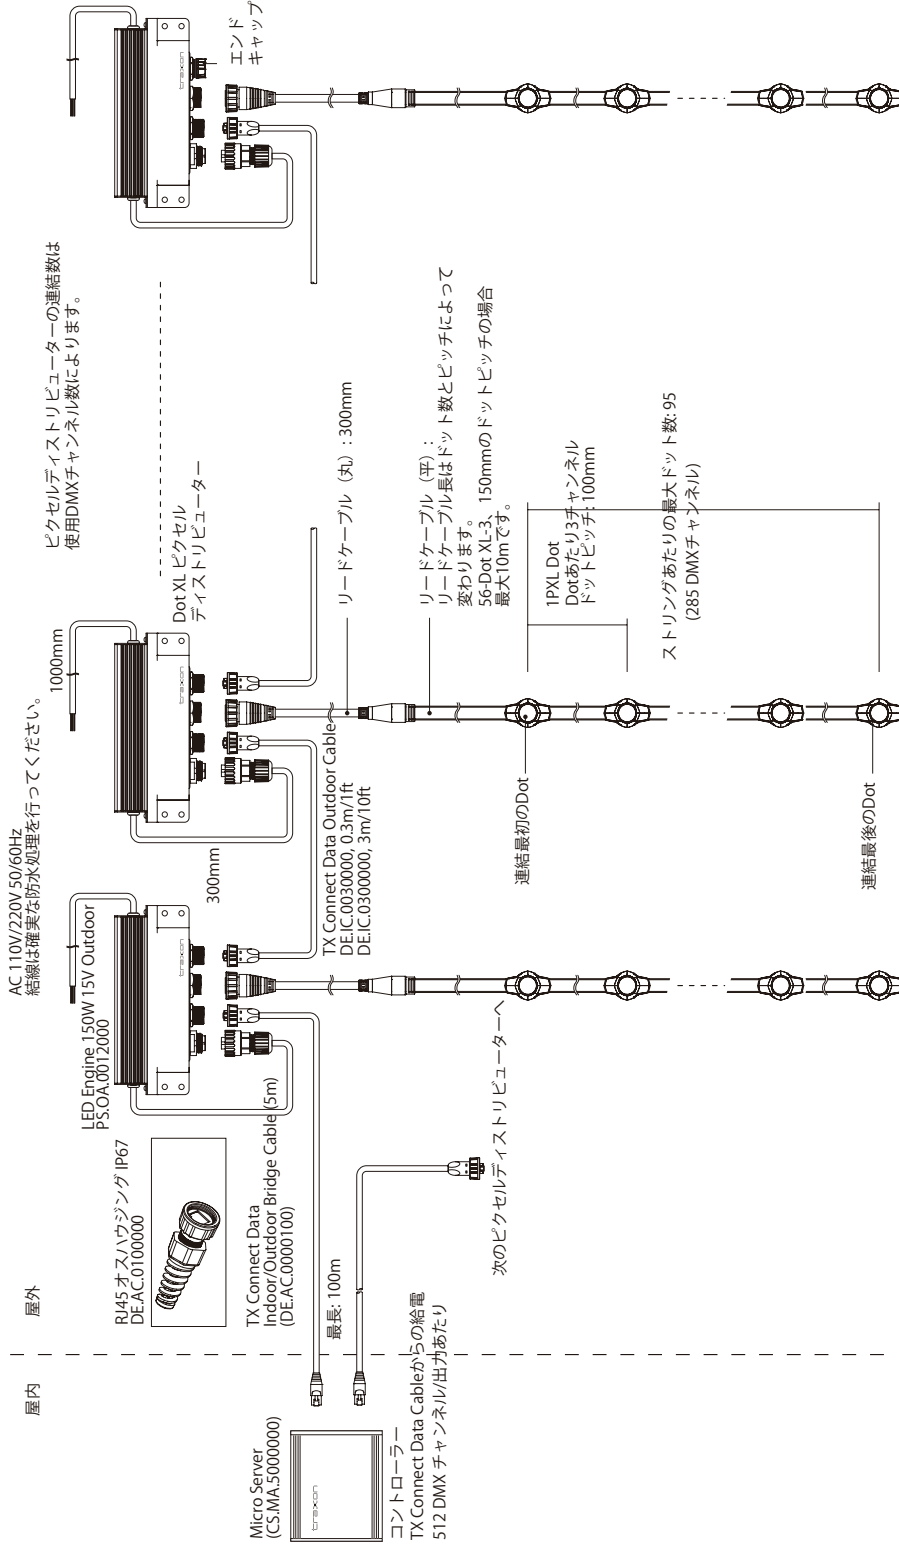 屋内
屋外
Micro Server
(CS.MA.5000000)
traxon
コントローラー
TX Connect Data Cableからの給電
512 DMX チャンネル/出力あたり
RJ45 オスハウジング IP67
DE.AC.0100000
TX Connect Data
Indoor/Outdoor Bridge Cable (5m)
(DE.AC.0000100)
最長: 100m
次のピクセルディストリビューターへ
AC 110V/220V 50/60Hz
結線は確実な防水処理を行ってください。
LED Engine 150W 15V Outdoor
PS.OA.0012000
traxon
300mm
TX Connect Data Outdoor Cable
DE.IC.0030000, 0.3m/1ft
DE.IC.0300000, 3m/10ft
1000mm
traxon
Dot XL ピクセル
ディストリビューター
ピクセルディストリビューターの連結数は
使用DMXチャンネル数によります。
リードケーブル（丸）: 300mm
リードケーブル（平）:
リードケーブル長はドット数とピッチによって
変わります。
56-Dot XL-3、150mmのドットピッチの場合
最大10mです。
1PXL Dot
Dotあたり3チャンネル
ドットピッチ: 100mm
ストリングあたりの最大ドット数: 95
(285 DMXチャンネル)
連結最初のDot
連結最後のDot
traxon
エンド
キャップ